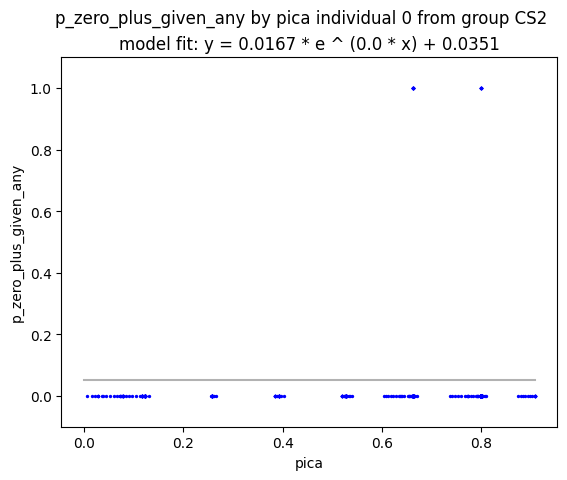 p_zero_plus_given_any by pica individual 0 from group CS2
model fit: y = 0.0167 * e ^ (0.0 * x) + 0.0351
1.0
0.8
0.6
0.4
0.2
0.0
p_zero_plus_given_any
0.0 0.2 0.4 0.6 0.8
pica